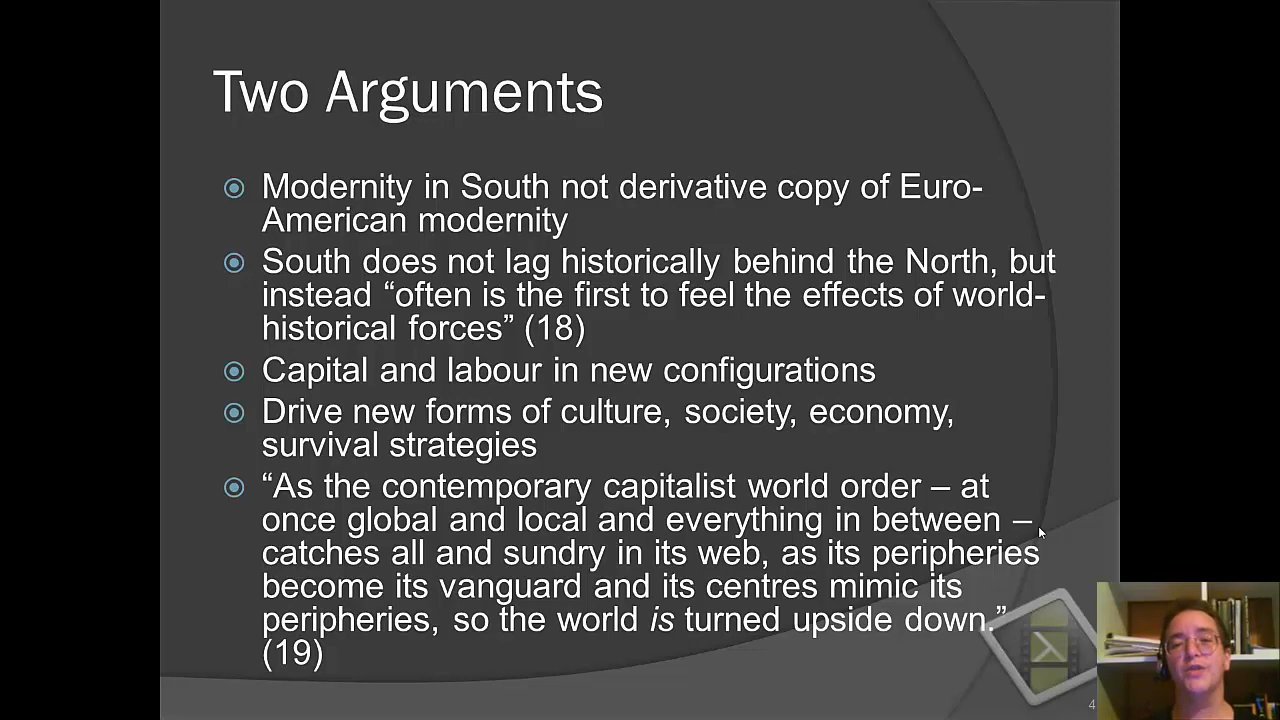 Two Arguments
Modernity in South not derivative copy of Euro-
American modernity
South does not lag historically behind the North, but
instead “often is the first to feel the effects of world-
historical forces” (18)
Capital and labour in new configurations
Drive new forms of culture, society, economy,
survival strategies
“As the contemporary capitalist world order – at
once global and local and everything in between –
catches all and sundry in its web, as its peripheries
become its vanguard and its centres mimic its
peripheries, so the world is turned upside down.”
(19)
4